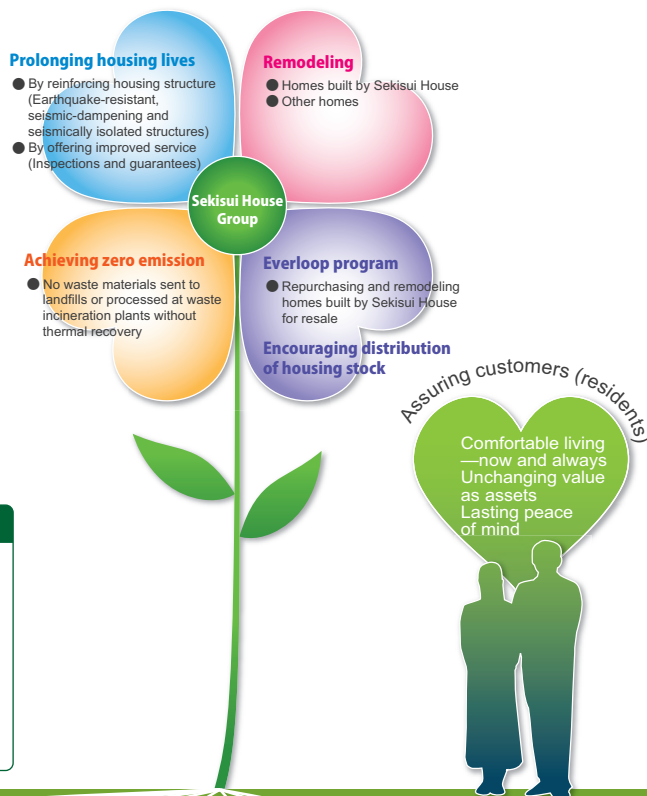 Prolonging housing lives
● By reinforcing housing structure
(Earthquake-resistant,
seismic-dampening and
seismically isolated structures)
● By offering improved service
(Inspections and guarantees)
Remodeling
● Homes built by Sekisui House
● Other homes
Sekisui House
Group
Achieving zero emission
● No waste materials sent to
landfills or processed at waste
incineration plants without
thermal recovery
Everloop program
● Repurchasing and remodeling
homes built by Sekisui House
for resale
Encouraging distribution
of housing stock
Assuring customers (residents)
Comfortable living
—now and always
Unchanging value
as assets
Lasting peace
of mind